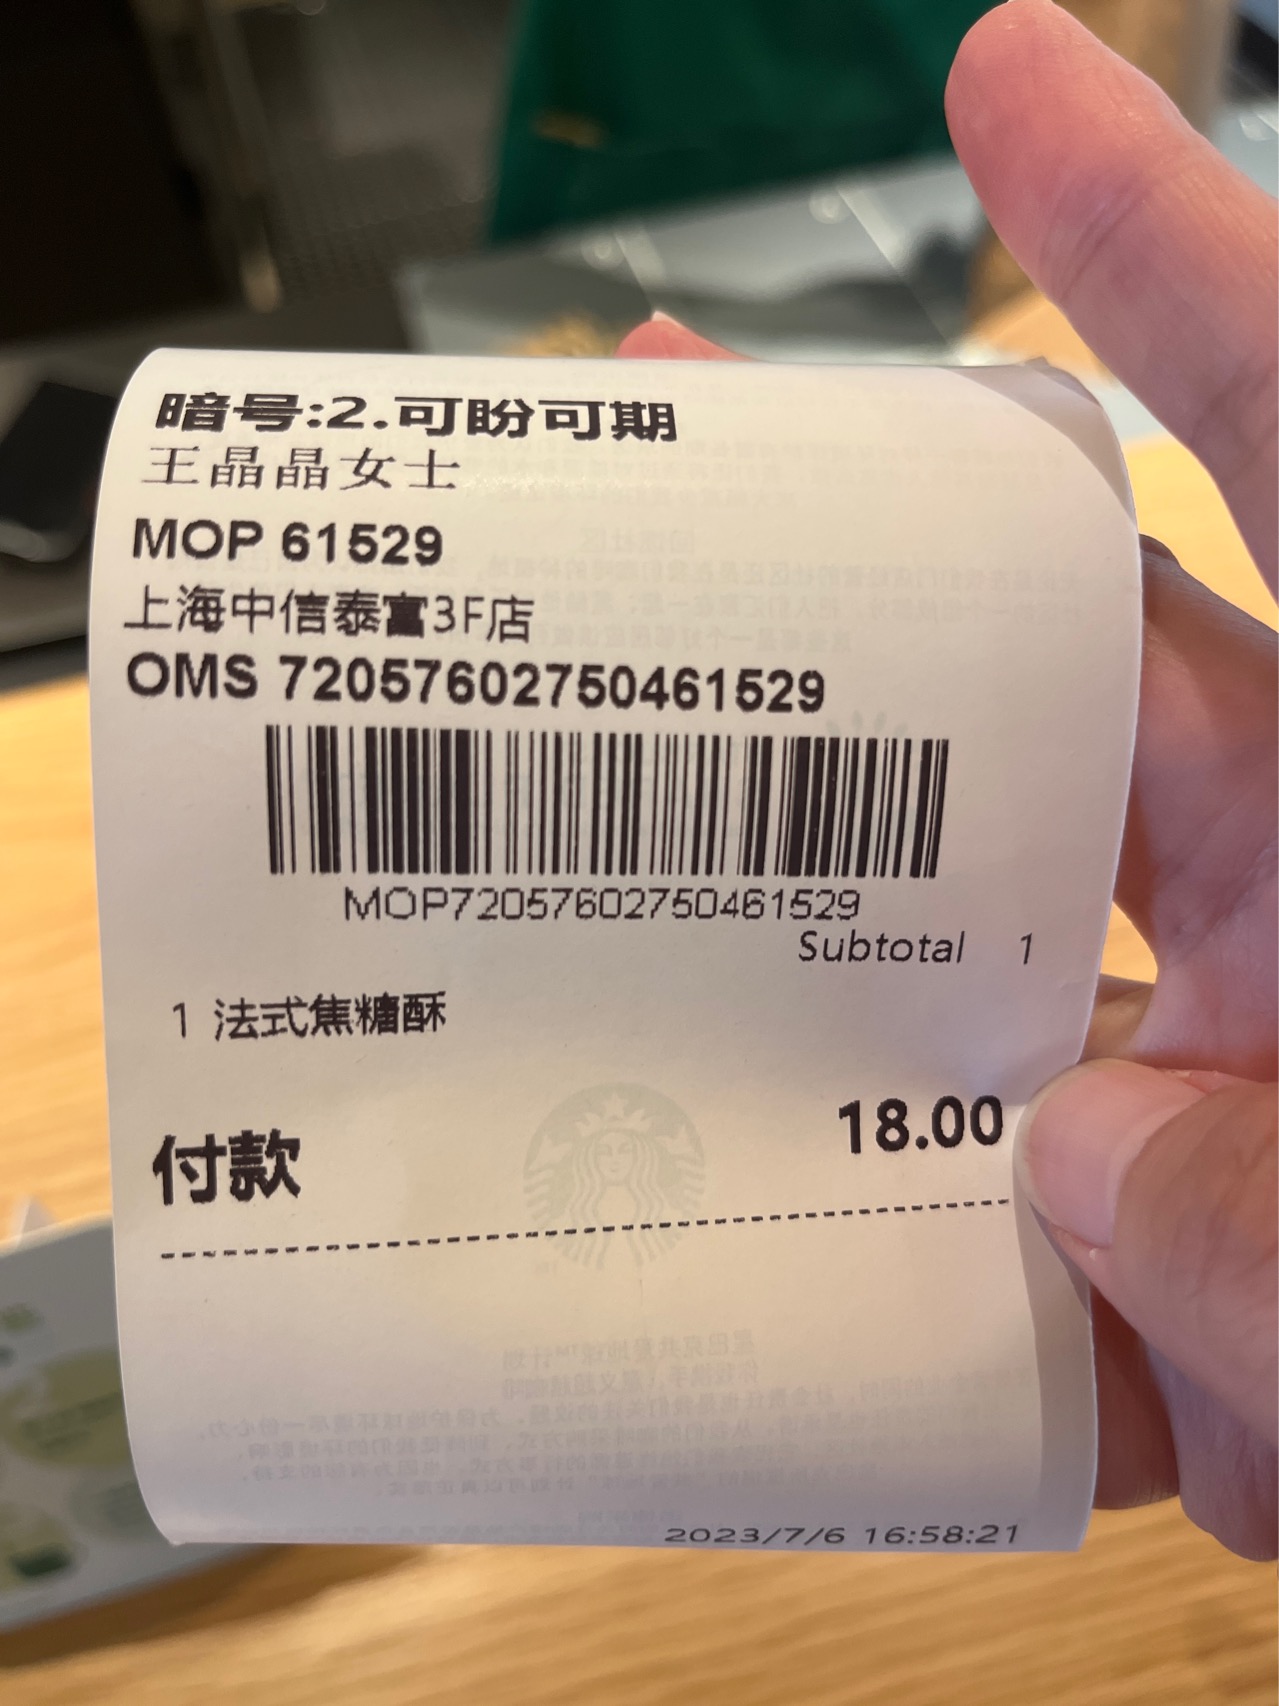 暗号:2.可盼可期
王晶晶女士
MOP 61529
上海中信泰富3F店
OMS 72057602750461529
MOP72057602750461529
Subtotal 1
1 法式焦糖酥
付款 18.00
2023/7/6 16:58:21